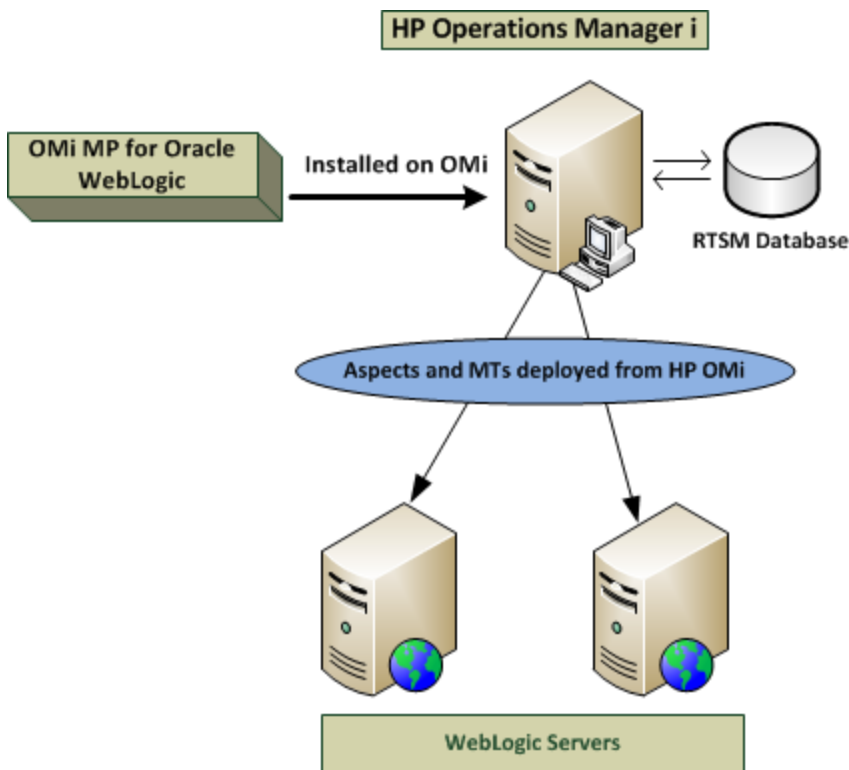 HP Operations Manager i
OMi MP for Oracle
WebLogic
Installed on OMi
RTSM Database
Aspects and MTs deployed from HP OMi
WebLogic Servers